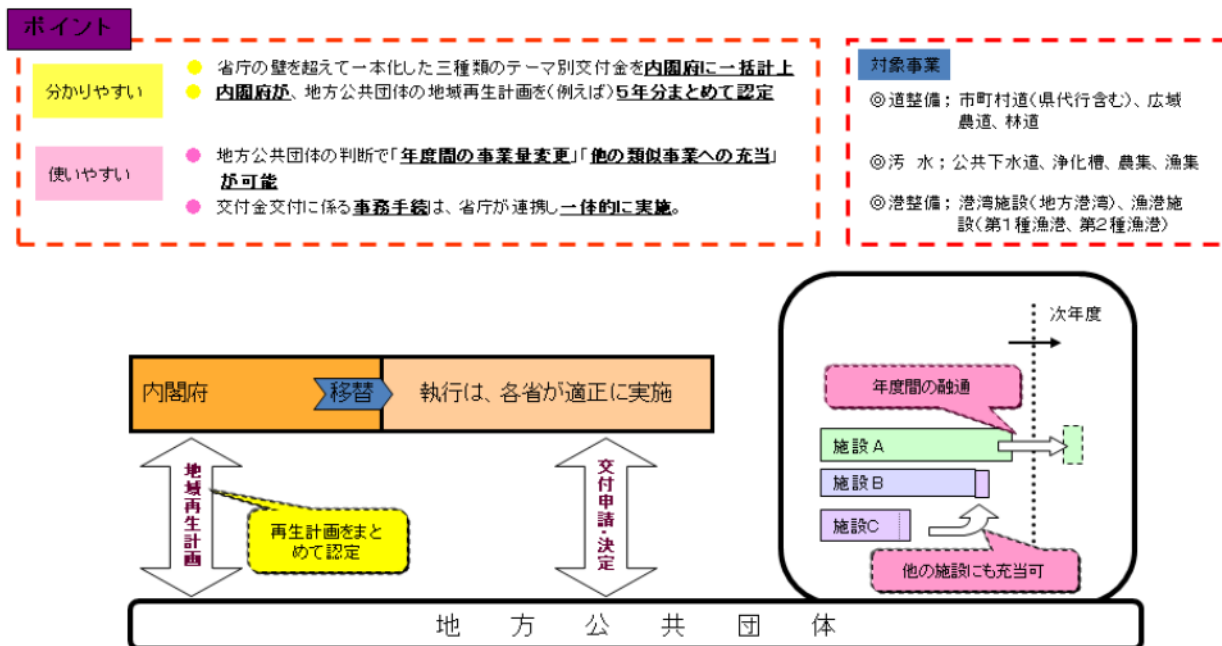 ポイント
分かりやすい
● 省庁の壁を超えて一本化した三種類のテーマ別交付金を内閣府に一括計上
● 内閣府が、地方公共団体の地域再生計画を(例えば)5年分まとめて認定
使いやすい
● 地方公共団体の判断で「年度間の事業量変更」「他の類似事業への充当」
が可能
● 交付金交付に係る事務手続は、省庁が連携し一体的に実施。
対象事業
◎道整備；市町村道(県代行含む)、広域
農道、林道
◎汚 水；公共下水道、浄化槽、農集、漁集
◎港整備；港湾施設(地方港湾)、漁港施
設(第1種漁港、第2種漁港)
内閣府
移替
執行は、各省が適正に実施
地域再生計画
再生計画をまと
めて認定
交付申請・決定
次年度
年度間の融通
施設A
施設B
施設C
他の施設にも充当可
地 方 公 共 団 体